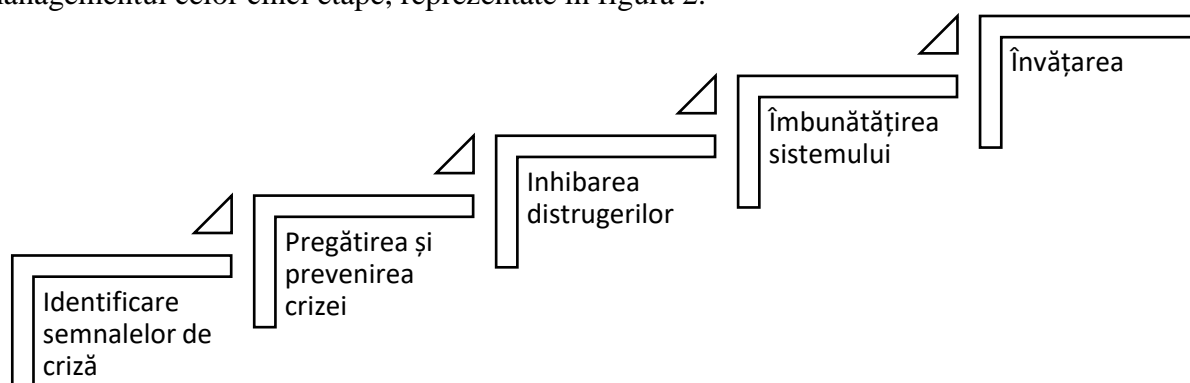 managementul celor cinci etape, reprezentate în figura 2.
Învățarea
Îmbunătățirea
sistemului
Inhibarea
distrugerilor
Pregătirea și
prevenirea
crizei
Identificare
semnalelor de
criză